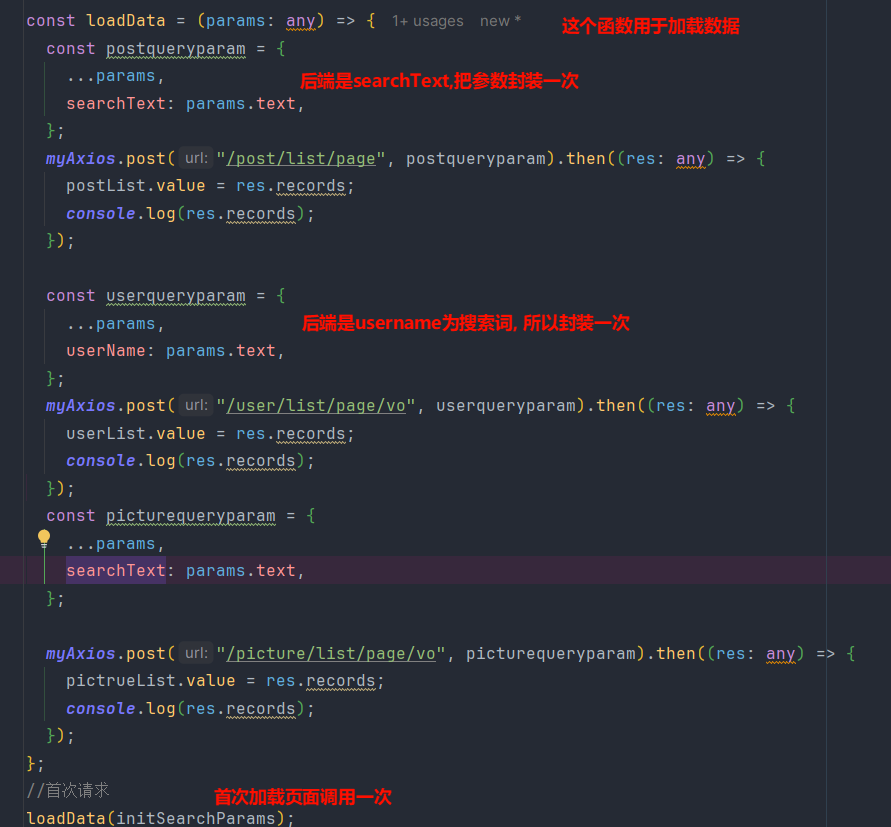 const loadData = (params: any) => { 1+ usages new *
这个函数用于加载数据
const postqueryparam = {
...params,
后端是searchText,把参数封装一次
searchText: params.text,
};
myAxios.post( url: "/post/list/page", postqueryparam).then((res: any) => {
postList.value = res.records;
console.log(res.records);
});
const userqueryparam = {
...params,
后端是username为搜索词, 所以封装一次
userName: params.text,
};
myAxios.post( url: "/user/list/page/vo", userqueryparam).then((res: any) => {
userList.value = res.records;
console.log(res.records);
});
const picturequeryparam = {
...params,
searchText: params.text,
};
myAxios.post( url: "/picture/list/page/vo", picturequeryparam).then((res: any) => {
pictrueList.value = res.records;
console.log(res.records);
});
};
//首次请求
首次加载页面调用一次
loadData(initSearchParams);